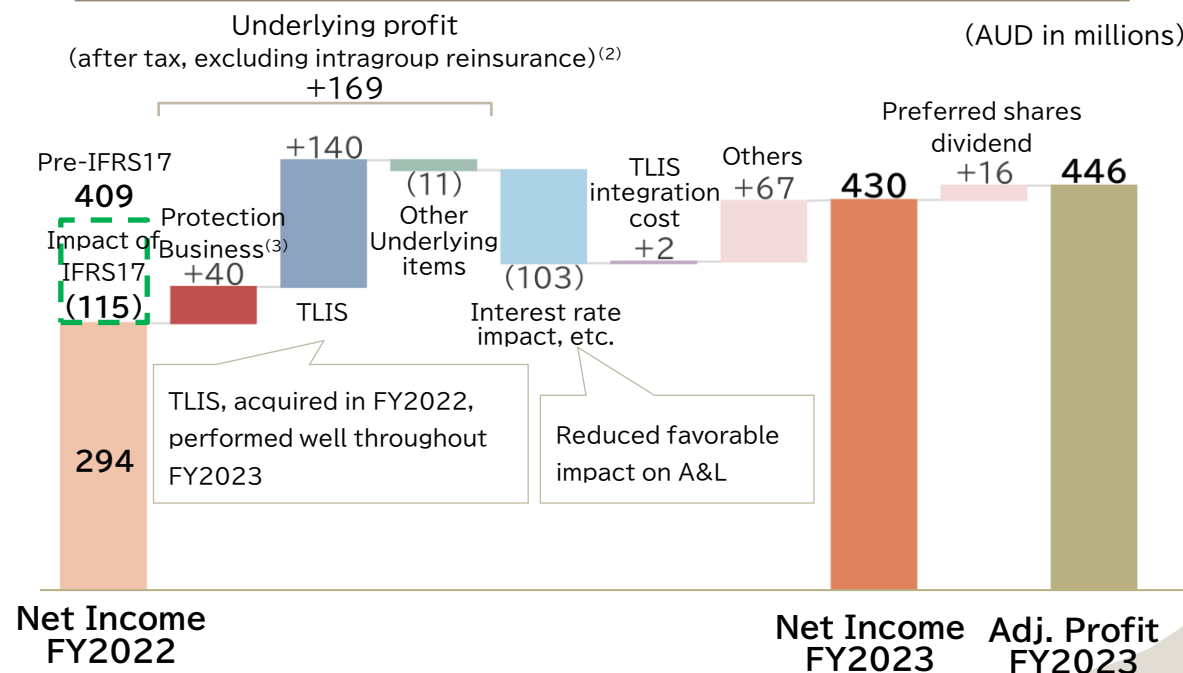 Underlying profit
(after tax, excluding intragroup reinsurance)(2)
+169
(AUD in millions)
Pre-IFRS17
409
Impact of
IFRS17
(115)
294
Protection
Business(3)
+40
+140
TLIS
(11)
Other
Underlying
items
(103)
Interest rate
impact, etc.
TLIS
integration
cost
+2
Others
+67
430
Preferred shares
dividend
+16
446
TLIS, acquired in FY2022,
performed well throughout
FY2023
Reduced favorable
impact on A&L
Net Income
FY2022
Net Income
FY2023
Adj. Profit
FY2023